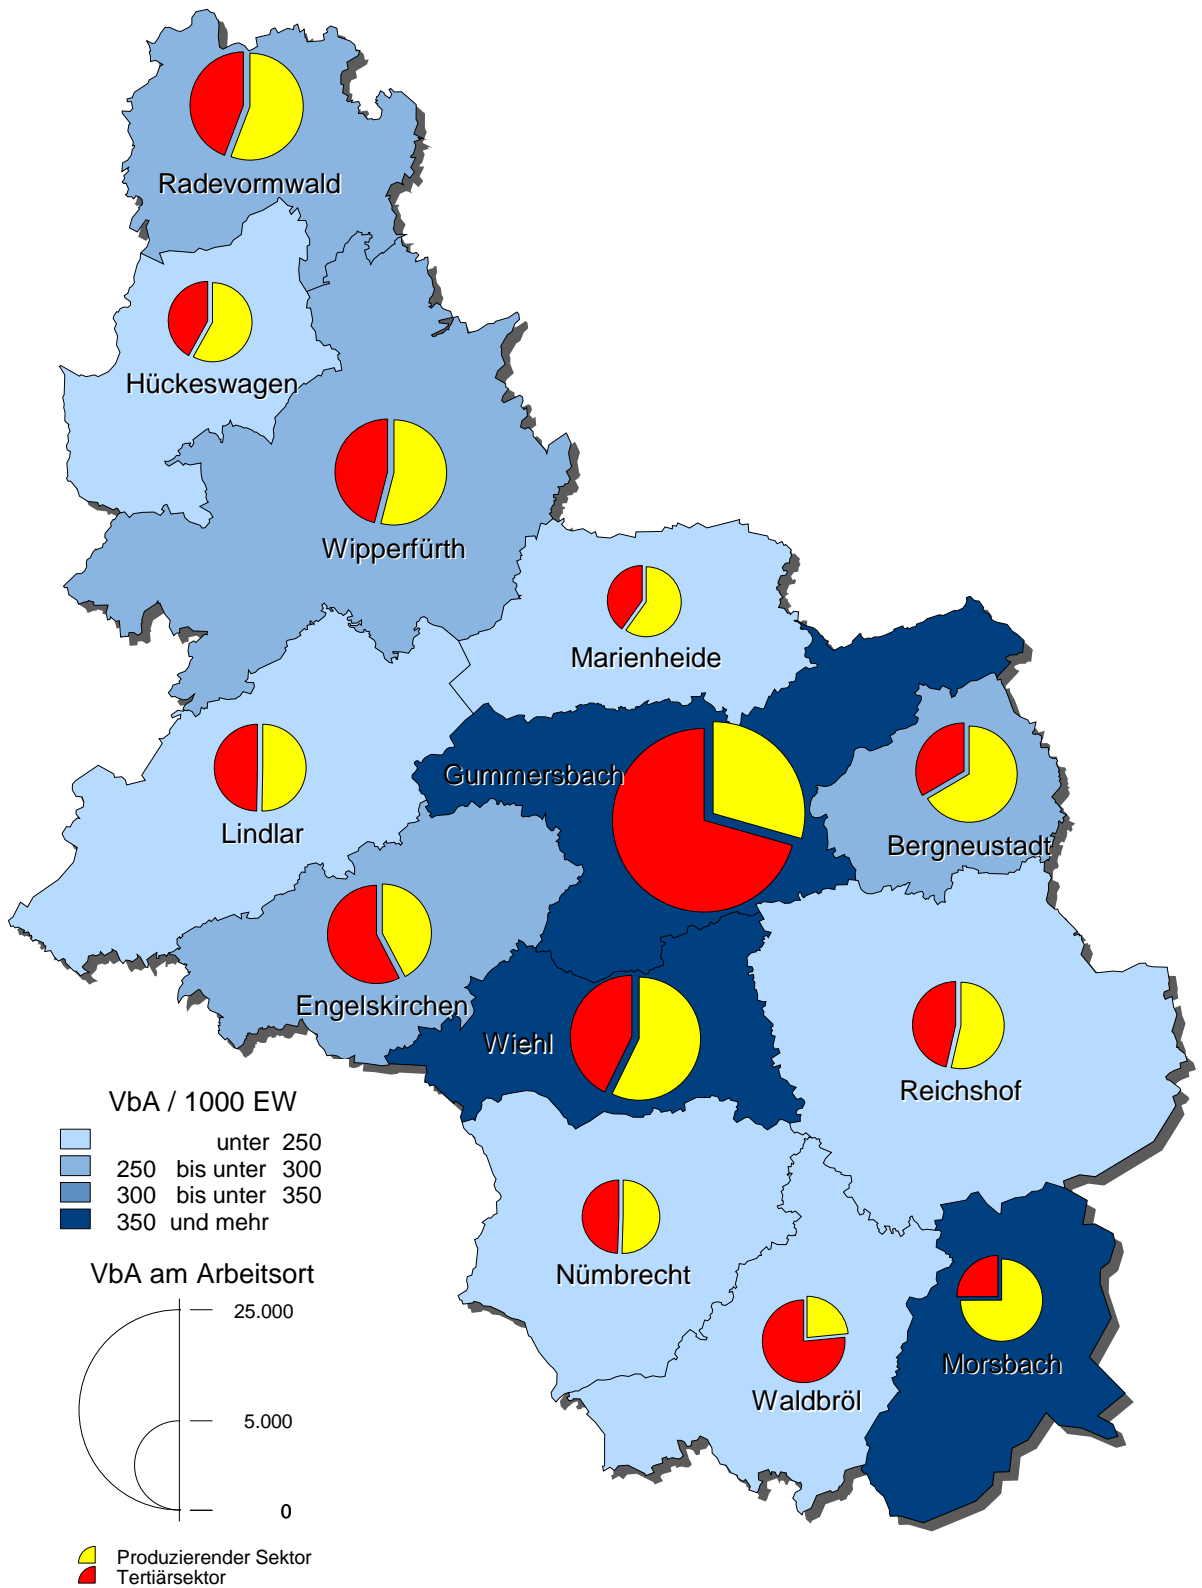 Radevormwald
Hückeswagen
Wipperfürth
Marienheide
Gummersbach
Lindlar
Bergneustadt
Engelskirchen
Wiehl
Reichshof
VbA / 1000 EW
unter 250
250 bis unter 300
300 bis unter 350
350 und mehr
Nümbrecht
VbA am Arbeitsort
25.000
5.000
0
Morsbach
Waldbröl
Produzierender Sektor
Tertiärsektor